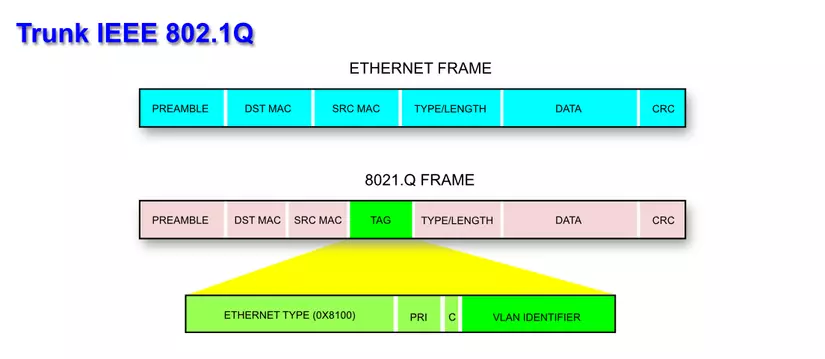 Trunk IEEE 802.1Q
ETHERNET FRAME
PREAMBLE DST MAC SRC MAC TYPE/LENGTH DATA CRC
8021.Q FRAME
PREAMBLE DST MAC SRC MAC TAG TYPE/LENGTH DATA CRC
ETHERNET TYPE (0X8100) PRI C VLAN IDENTIFIER